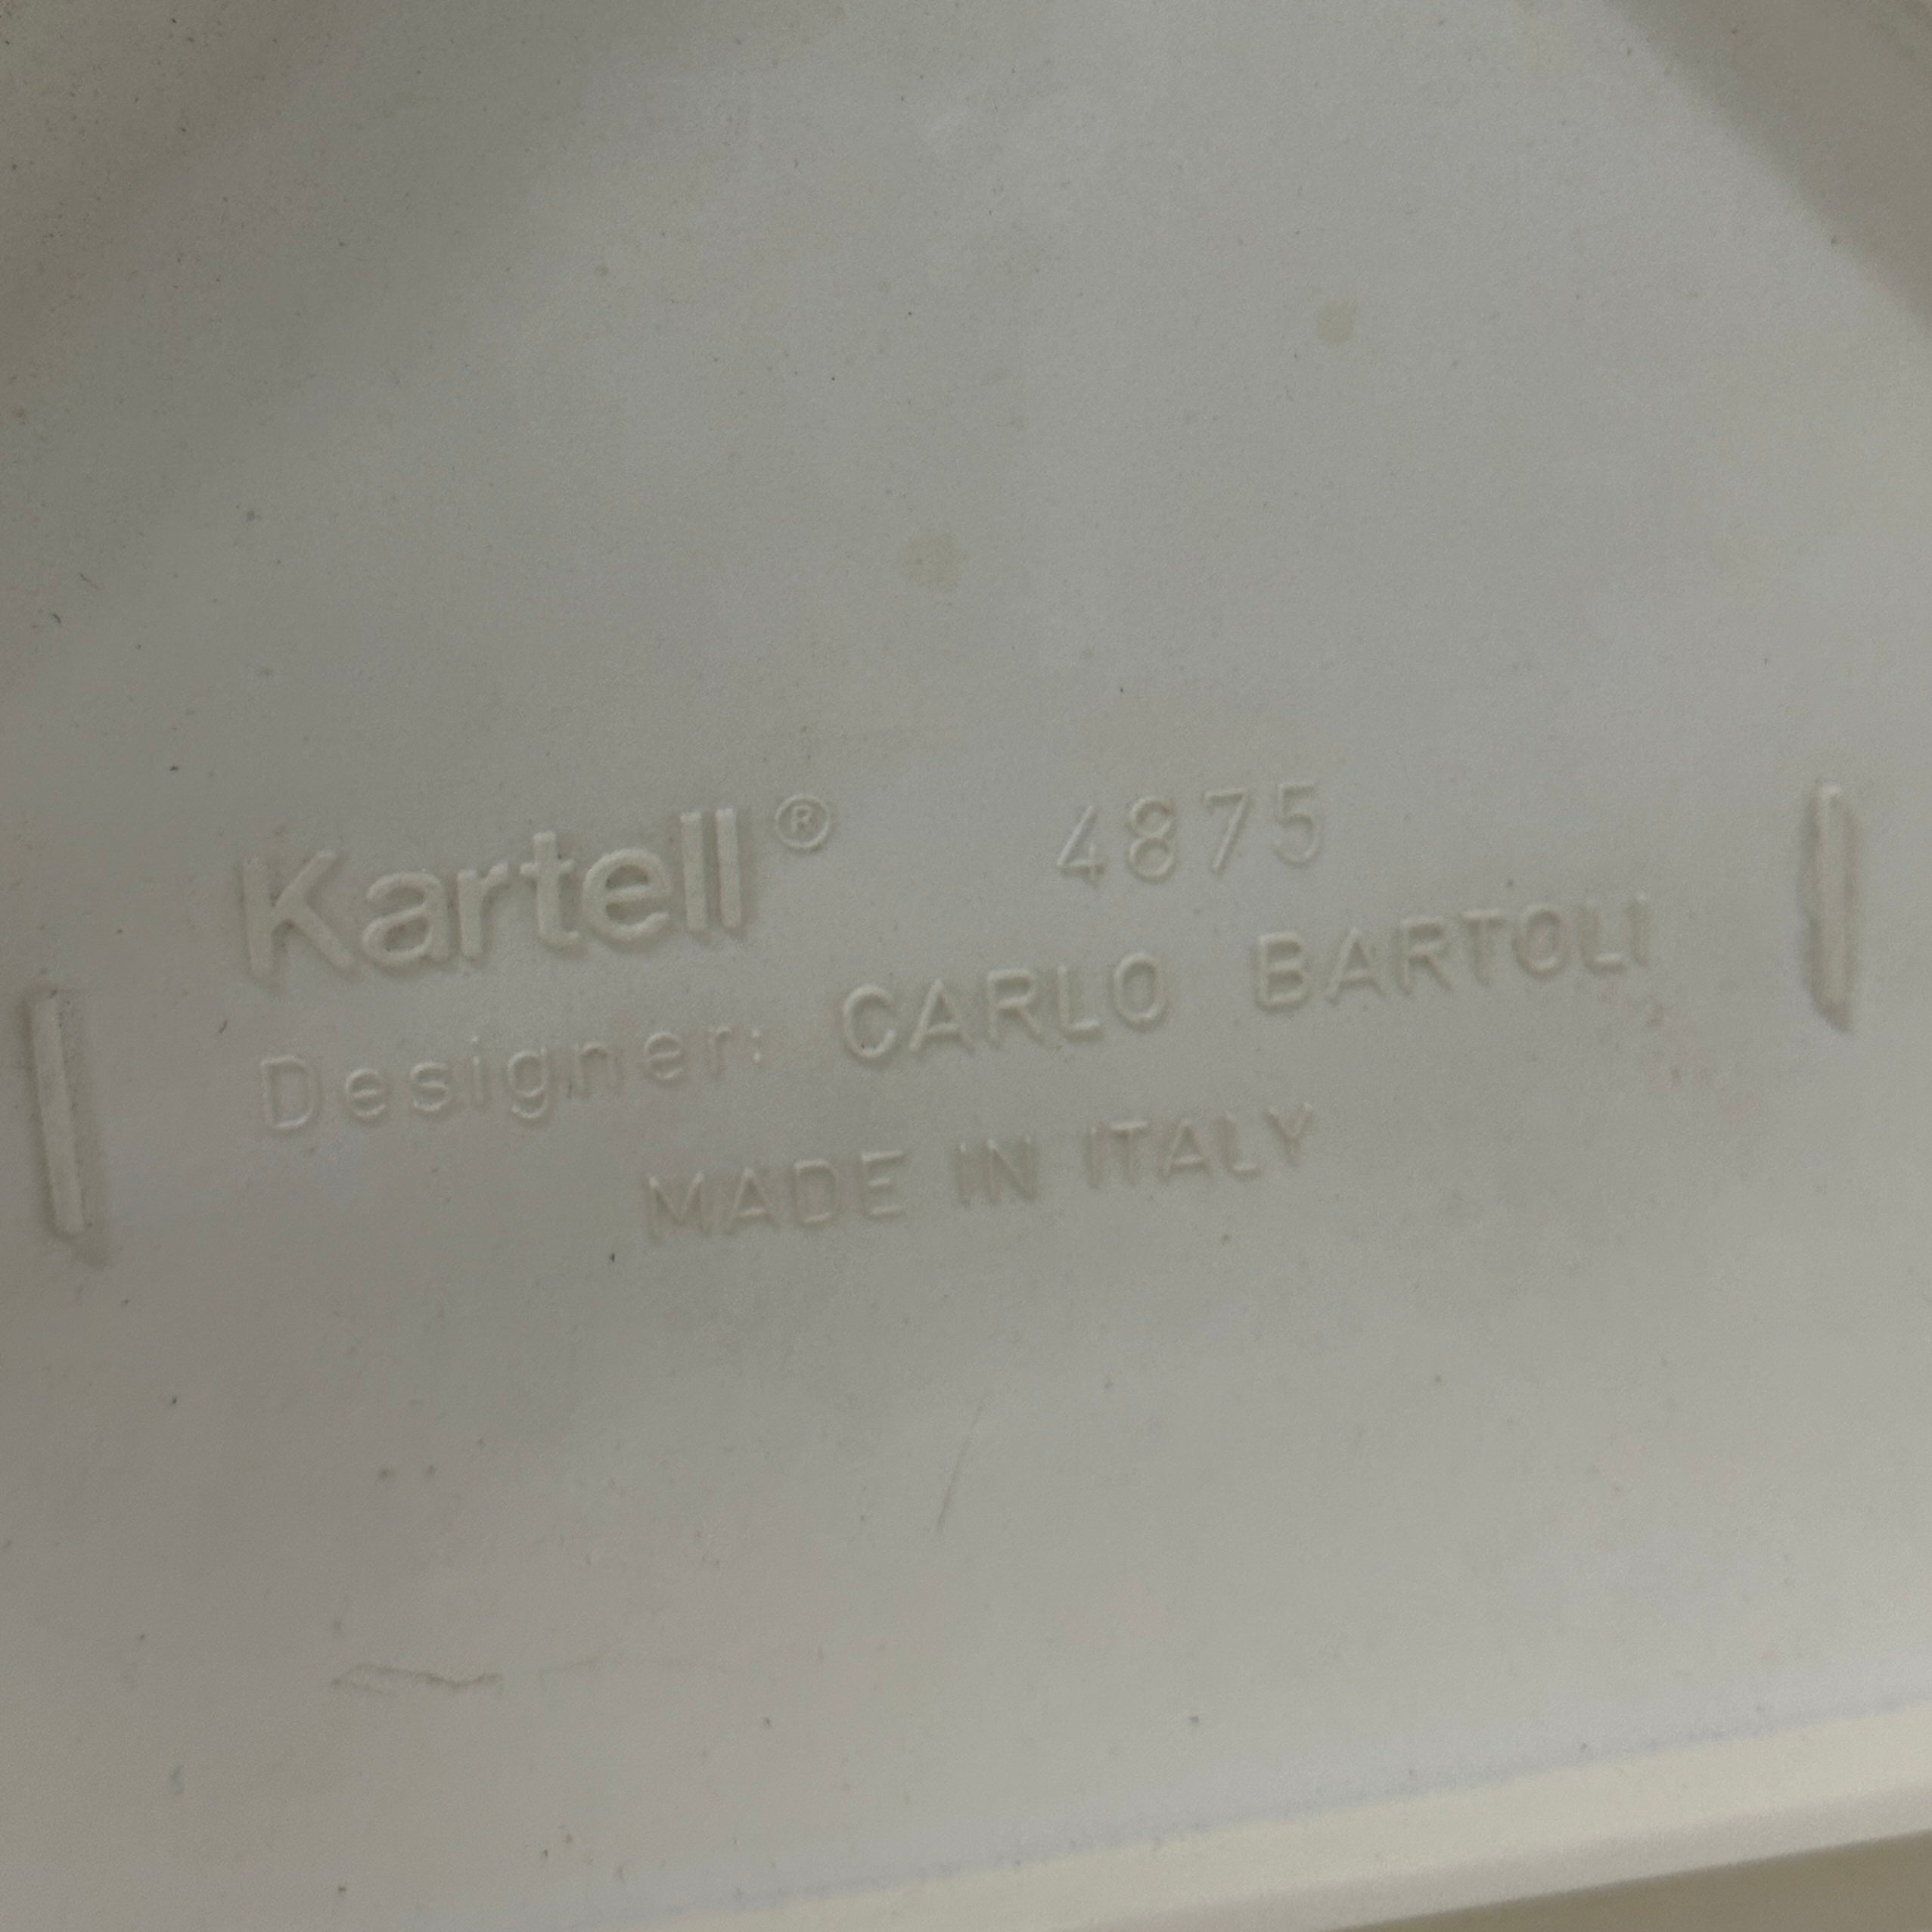 Kartell® 4875
Designer: CARLO BARTOLI
MADE IN ITALY